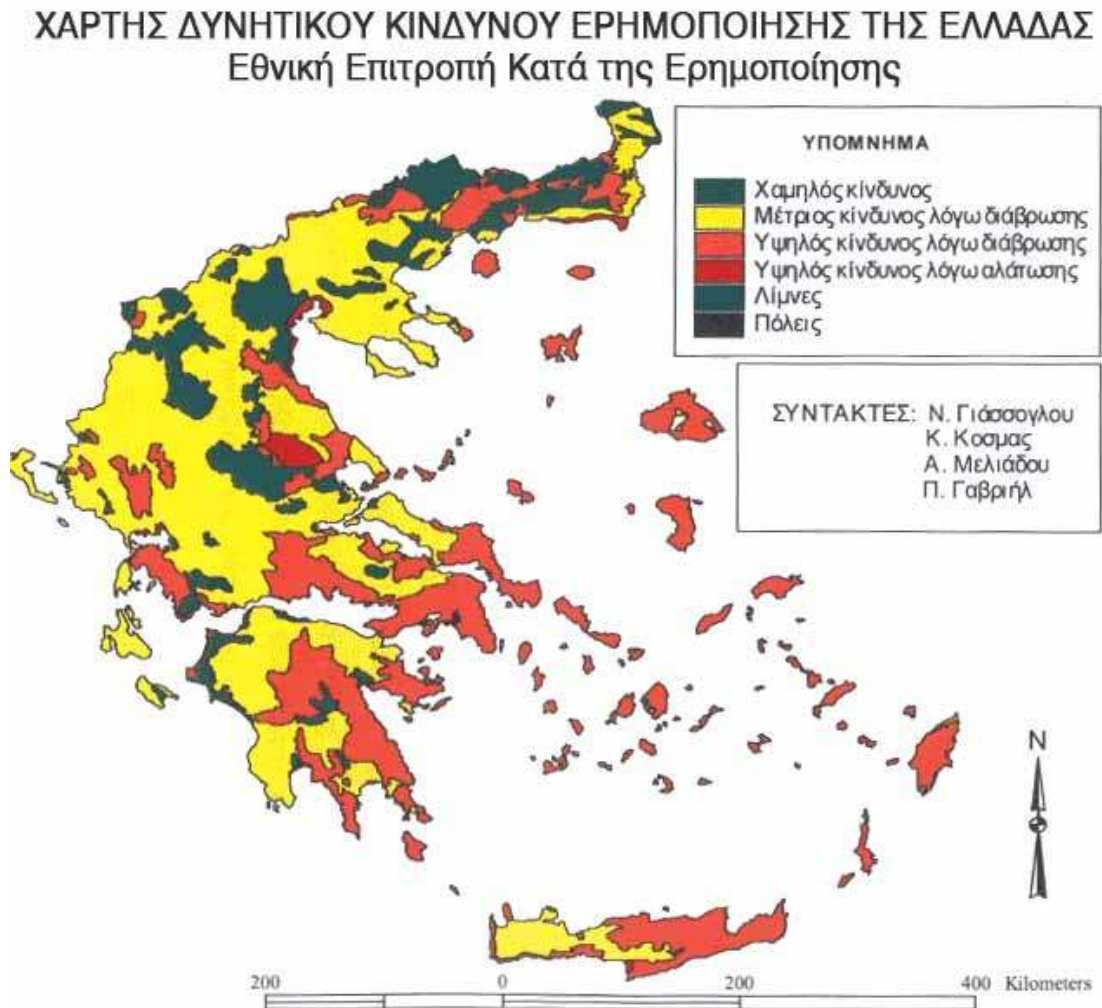 ΧΑΡΤΗΣ ΔΥΝΗΤΙΚΟΥ ΚΙΝΔΥΝΟΥ ΕΡΗΜΟΠΟΙΗΣΗΣ ΤΗΣ ΕΛΛΑΔΑΣ
Εθνική Επιτροπή Κατά της Ερημοποίησης
ΥΠΟΜΝΗΜΑ
Χαμηλός κίνδυνος
Μέτριος κίνδυνος λόγω διάβρωσης
Υψηλός κίνδυνος λόγω διάβρωσης
Υψηλός κίνδυνος λόγω αλάτωσης
Λίμνες
Πόλεις
ΣΥΝΤΑΚΤΕΣ: Ν. Γιάσσογλου
Κ. Κοσμας
Α. Μελιάδου
Π. Γαβριήλ
N
200 0 200 400 Kilometers